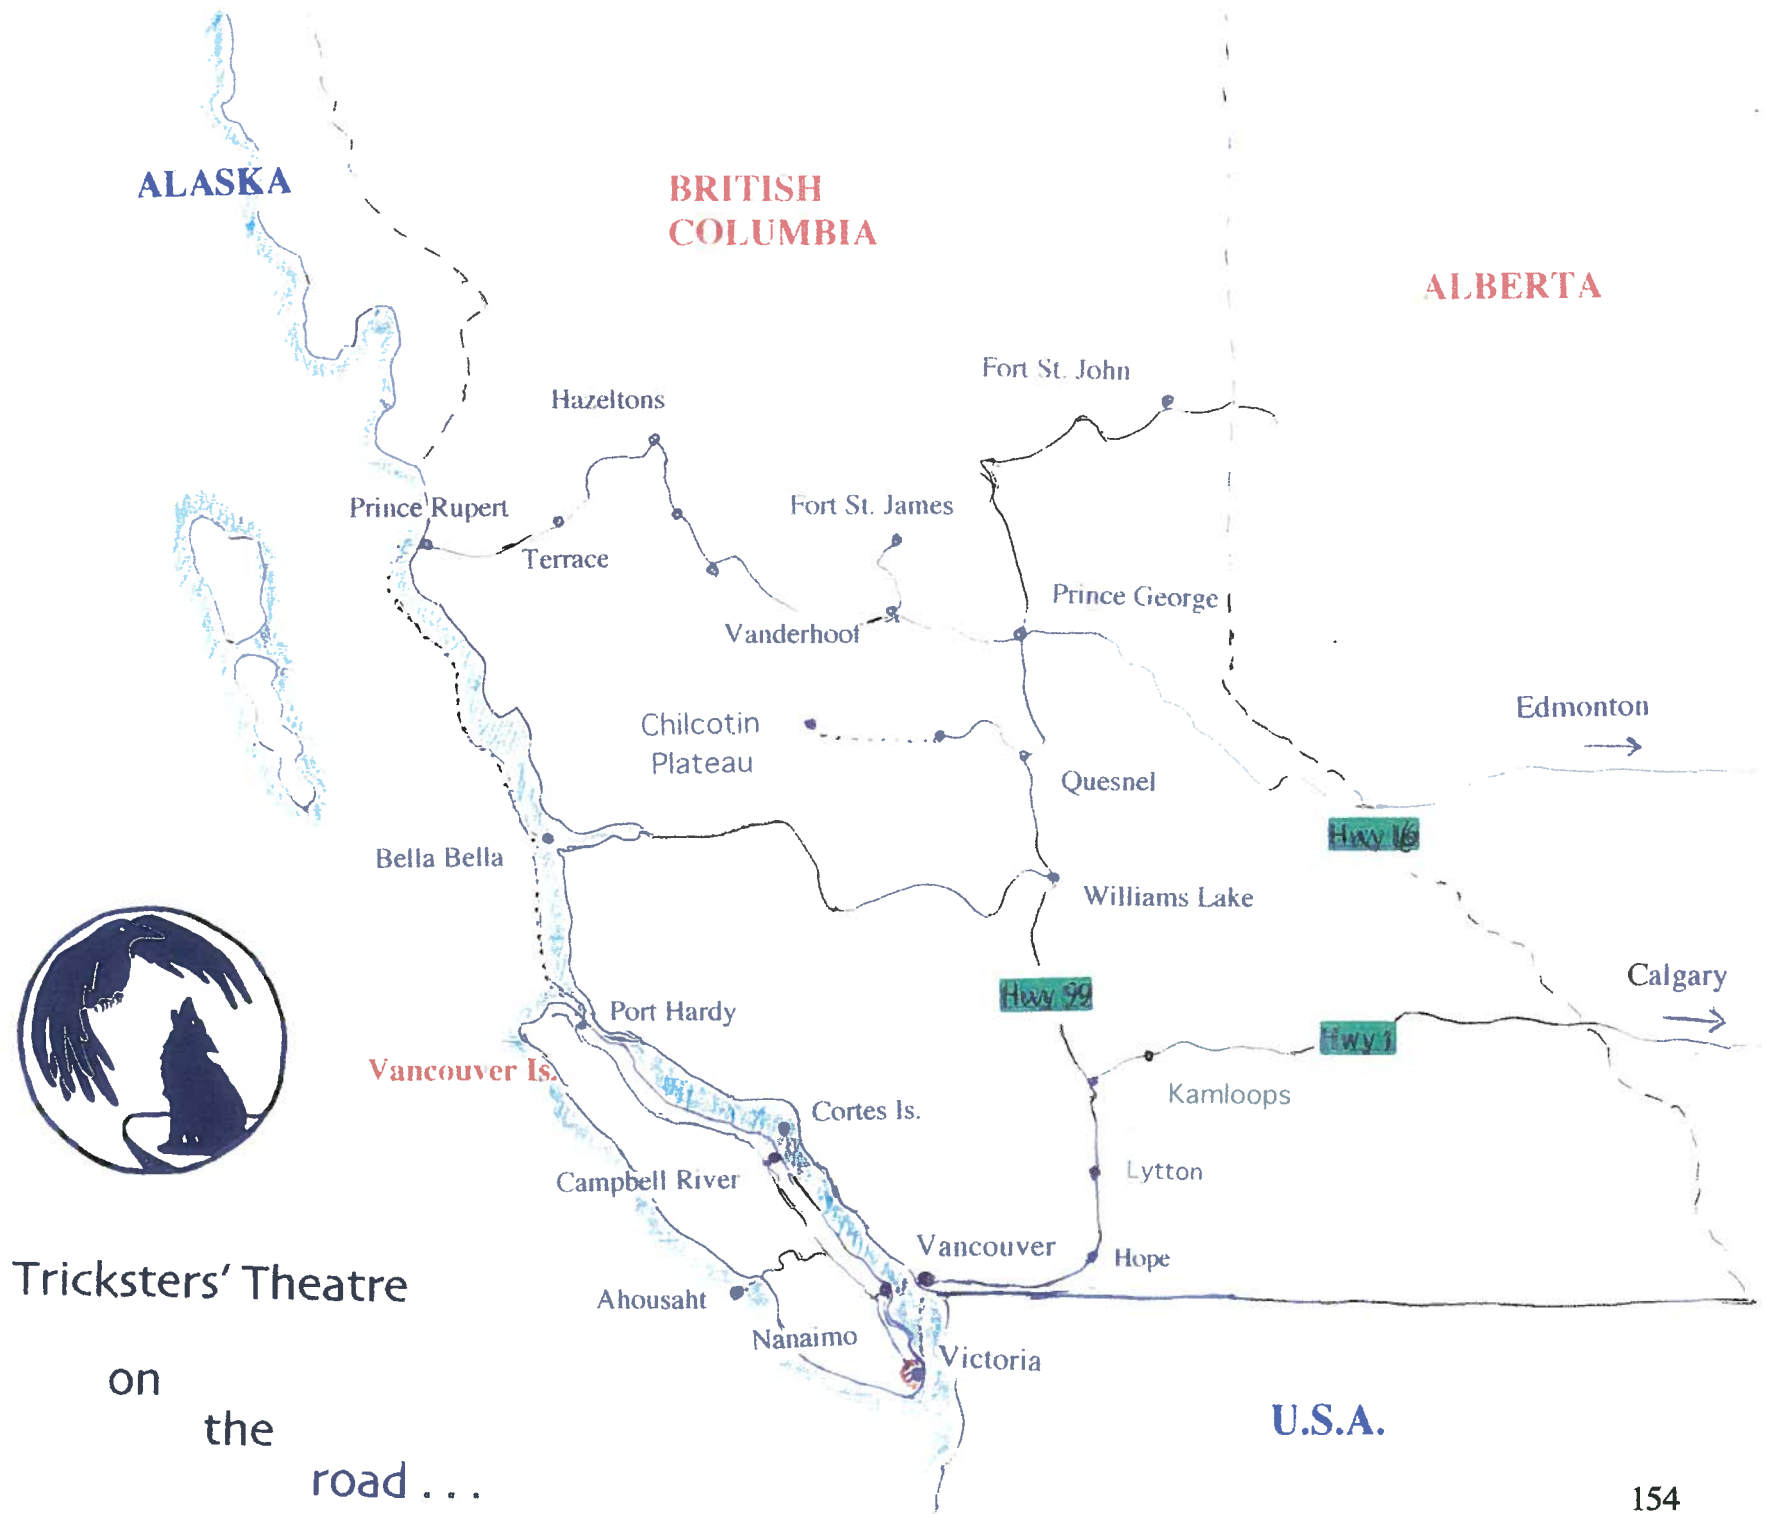 ALASKA
BRITISH
COLUMBIA
ALBERTA
Fort St. John
Hazeltons
Prince Rupert
Fort St. James
Terrace
Prince George
Vanderhoof
Chilcotin
Plateau
Edmonton
Quesnel
Hwy 16
Bella Bella
Williams Lake
Calgary
Hwy 99
Port Hardy
Hwy 1
Vancouver Is.
Kamloops
Cortes Is.
Campbell River
Lytton
Vancouver
Hope
Ahousaht
Nanaimo
Victoria
Tricksters' Theatre
on
the
road . . .
U.S.A.
154